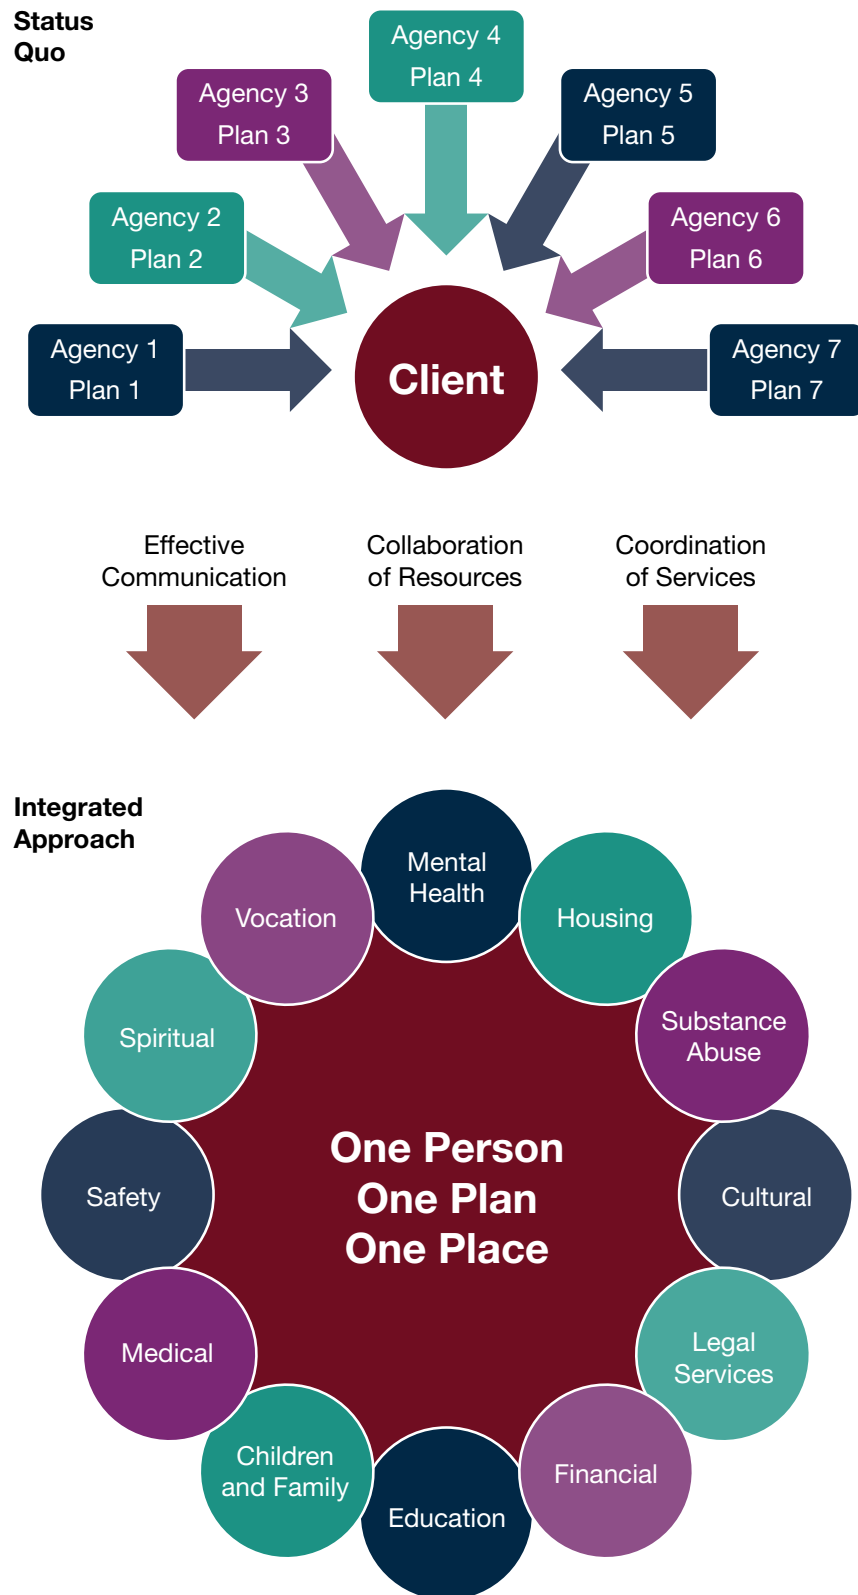 Status
Quo
Agency 1
Plan 1
Agency 2
Plan 2
Agency 3
Plan 3
Agency 4
Plan 4
Agency 5
Plan 5
Agency 6
Plan 6
Agency 7
Plan 7
Client
Effective
Communication
Collaboration
of Resources
Coordination
of Services
Integrated
Approach
Mental
Health
Housing
Substance
Abuse
Cultural
Legal
Services
Financial
Education
Children
and Family
Medical
Safety
Spiritual
Vocation
One Person
One Plan
One Place